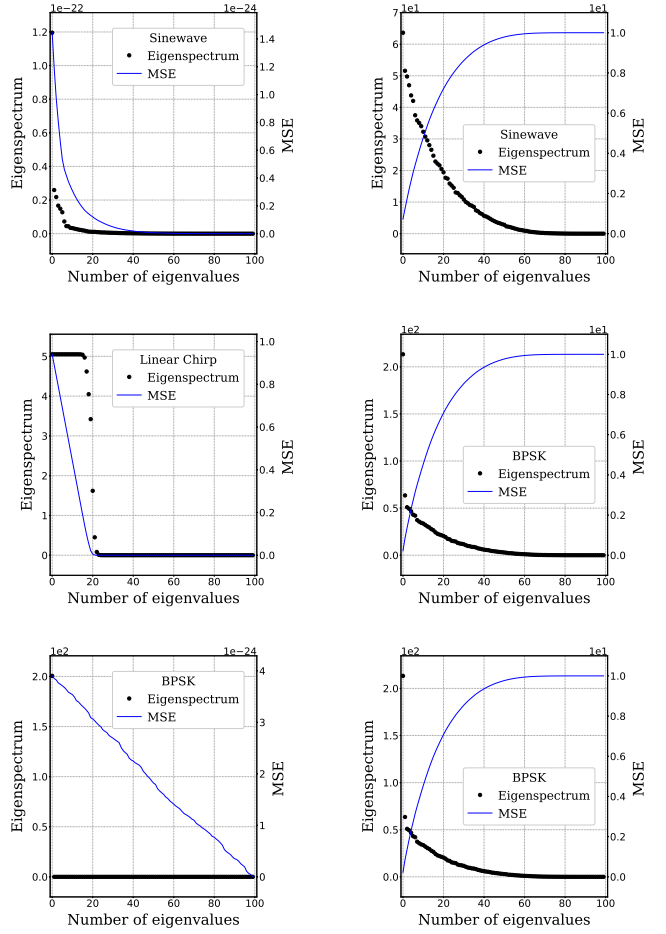 1e−22 1e−24
1.2
1.0
0.8
0.6
0.4
0.2
0.0
Eigenspectrum
1.4
1.2
1.0
0.8
0.6
0.4
0.2
0.0
MSE
Sinewave
Eigenspectrum
MSE
0 20 40 60 80 100
Number of eigenvalues
1e1 1e1
7
6
5
4
3
2
1
0
Eigenspectrum
1.0
0.8
0.6
0.4
0.2
0.0
MSE
Sinewave
Eigenspectrum
MSE
0 20 40 60 80 100
Number of eigenvalues
5
4
3
2
1
0
Eigenspectrum
1.0
0.8
0.6
0.4
0.2
0.0
MSE
Linear Chirp
Eigenspectrum
MSE
0 20 40 60 80 100
Number of eigenvalues
1e2 1e1
2.0
1.5
1.0
0.5
0.0
Eigenspectrum
1.0
0.8
0.6
0.4
0.2
0.0
MSE
BPSK
Eigenspectrum
MSE
0 20 40 60 80 100
Number of eigenvalues
1e2 1e−24
2.0
1.5
1.0
0.5
0.0
Eigenspectrum
4
3
2
1
0
MSE
BPSK
Eigenspectrum
MSE
0 20 40 60 80 100
Number of eigenvalues
1e2 1e1
2.0
1.5
1.0
0.5
0.0
Eigenspectrum
1.0
0.8
0.6
0.4
0.2
0.0
MSE
BPSK
Eigenspectrum
MSE
0 20 40 60 80 100
Number of eigenvalues